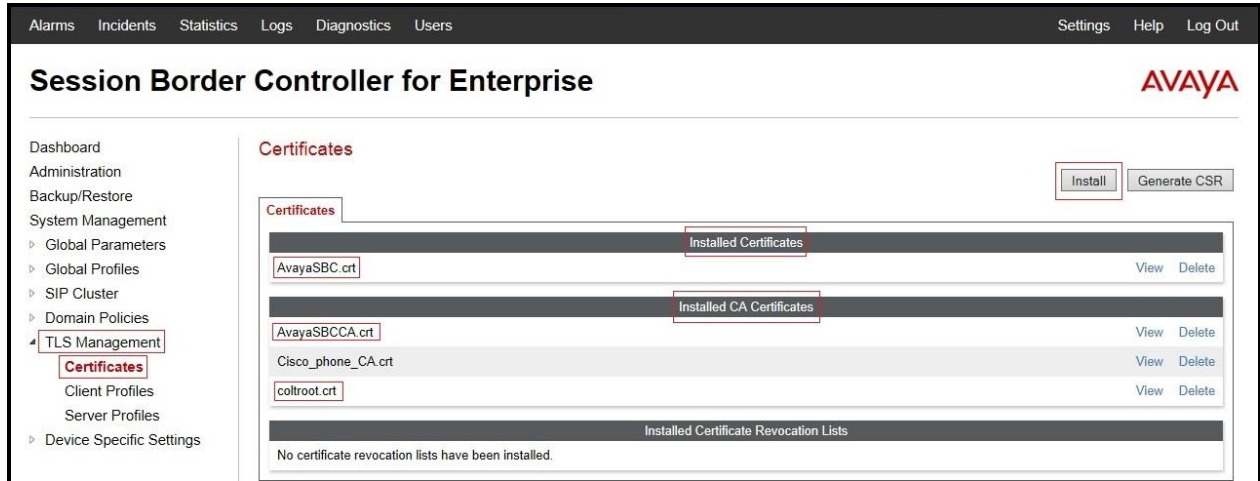 Alarms Incidents Statistics Logs Diagnostics Users Settings Help Log Out
Session Border Controller for Enterprise
AVAYA
Dashboard
Administration
Backup/Restore
System Management
Global Parameters
Global Profiles
SIP Cluster
Domain Policies
TLS Management
Certificates
Client Profiles
Server Profiles
Device Specific Settings
Certificates
Install Generate CSR
Certificates
Installed Certificates
AvayaSBC.crt View Delete
Installed CA Certificates
AvayaSBCCA.crt View Delete
Cisco_phone_CA.crt View Delete
coltroot.crt View Delete
Installed Certificate Revocation Lists
No certificate revocation lists have been installed.